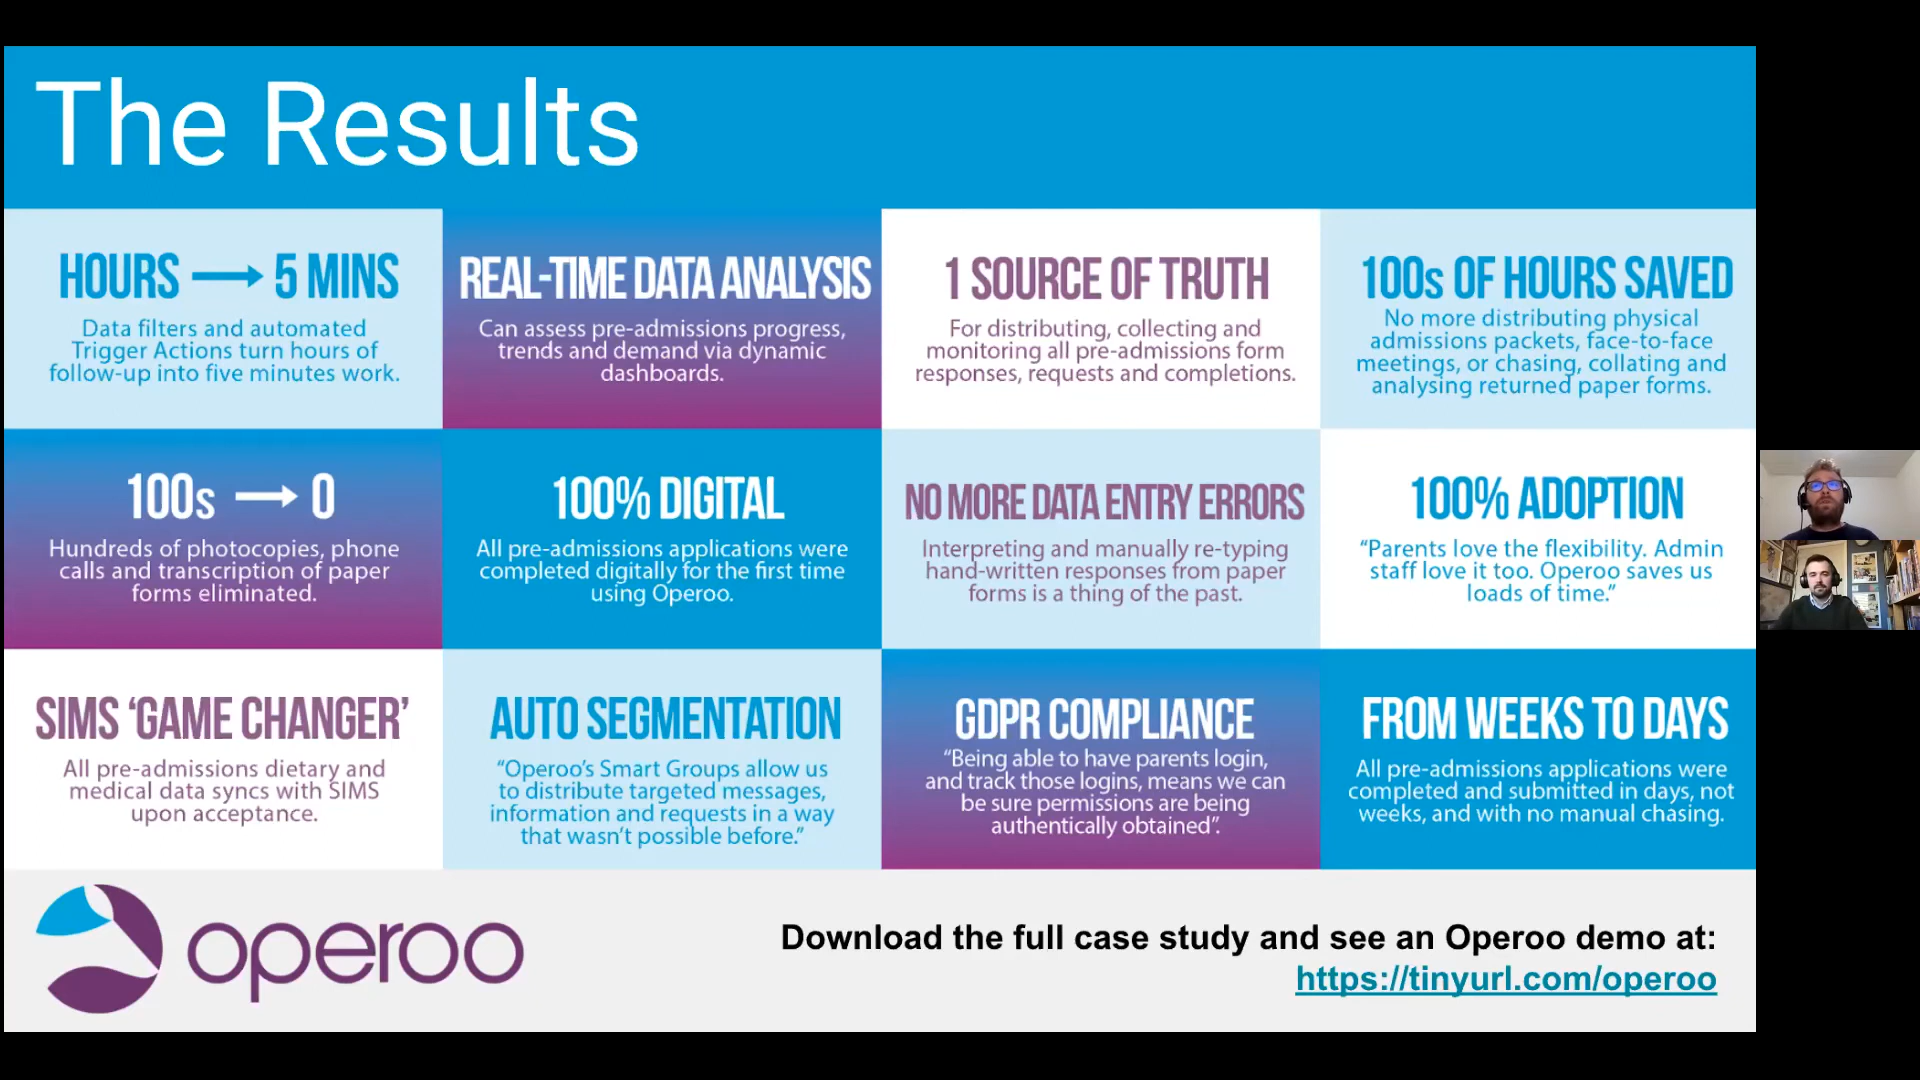 The Results
HOURS → 5 MINS
Data filters and automated
Trigger Actions turn hours of
follow-up into five minutes work.
REAL-TIME DATA ANALYSIS
Can assess pre-admissions progress,
trends and demand via dynamic
dashboards.
1 SOURCE OF TRUTH
For distributing, collecting and
monitoring all pre-admissions form
responses, requests and completions.
100s OF HOURS SAVED
No more distributing physical
admissions packets, face-to-face
meetings, or chasing, collating and
analysing returned paper forms.
100s → 0
Hundreds of photocopies, phone
calls and transcription of paper
forms eliminated.
100% DIGITAL
All pre-admissions applications were
completed digitally for the first time
using Operoo.
NO MORE DATA ENTRY ERRORS
Interpreting and manually re-typing
hand-written responses from paper
forms is a thing of the past.
100% ADOPTION
“Parents love the flexibility. Admin
staff love it too. Operoo saves us
loads of time.”
SIMS ‘GAME CHANGER’
All pre-admissions dietary and
medical data syncs with SIMS
upon acceptance.
AUTO SEGMENTATION
“Operoo’s Smart Groups allow us
to distribute targeted messages,
information and requests in a way
that wasn’t possible before.”
GDPR COMPLIANCE
“Being able to have parents login,
and track those logins, means we can
be sure permissions are being
authentically obtained”.
FROM WEEKS TO DAYS
All pre-admissions applications were
completed and submitted in days, not
weeks, and with no manual chasing.
operoo
Download the full case study and see an Operoo demo at:
https://tinyurl.com/operoo